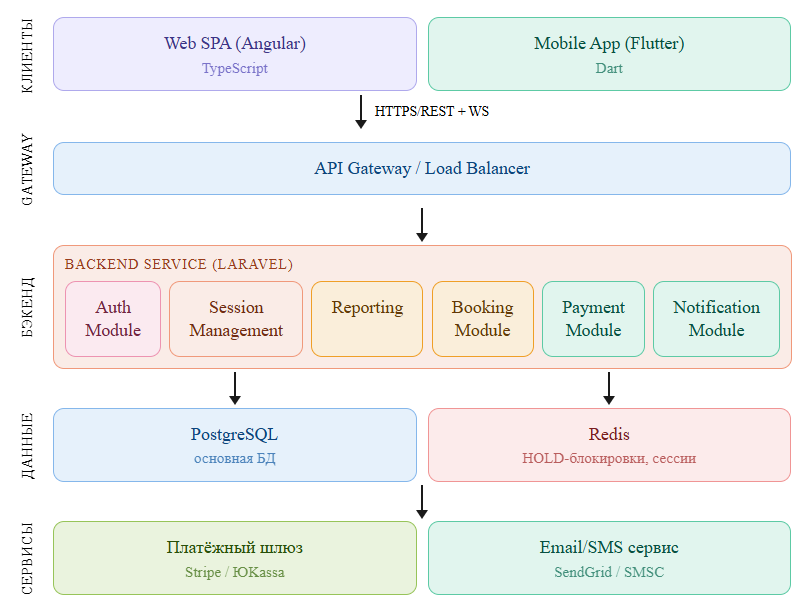 КЛИЕНТЫ
Web SPA (Angular)
TypeScript
Mobile App (Flutter)
Dart
HTTPS/REST + WS
GATEWAY
API Gateway / Load Balancer
БЭКЕНД
BACKEND SERVICE (LARAVEL)
Auth
Module
Session
Management
Reporting
Booking
Module
Payment
Module
Notification
Module
ДАННЫЕ
PostgreSQL
основная БД
Redis
HOLD-блокировки, сессии
СЕРВИСЫ
Платёжный шлюз
Stripe / ЮKassa
Email/SMS сервис
SendGrid / SMSC